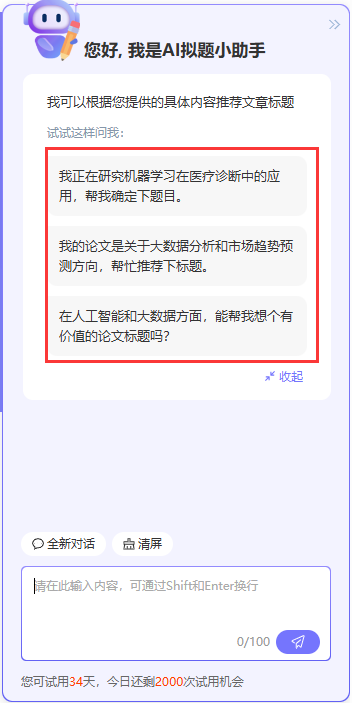 您好, 我是AI拟题小助手
我可以根据您提供的具体内容推荐文章标题
试试这样问我：
我正在研究机器学习在医疗诊断中的应
用，帮我确定下题目。
我的论文是关于大数据分析和市场趋势预
测方向，帮忙推荐下标题。
在人工智能和大数据方面，能帮我想个有
价值的论文标题吗？
收起
全新对话 清屏
请在此输入内容，可通过Shift和Enter换行
0/100
您可试用34天，今日还剩2000次试用机会